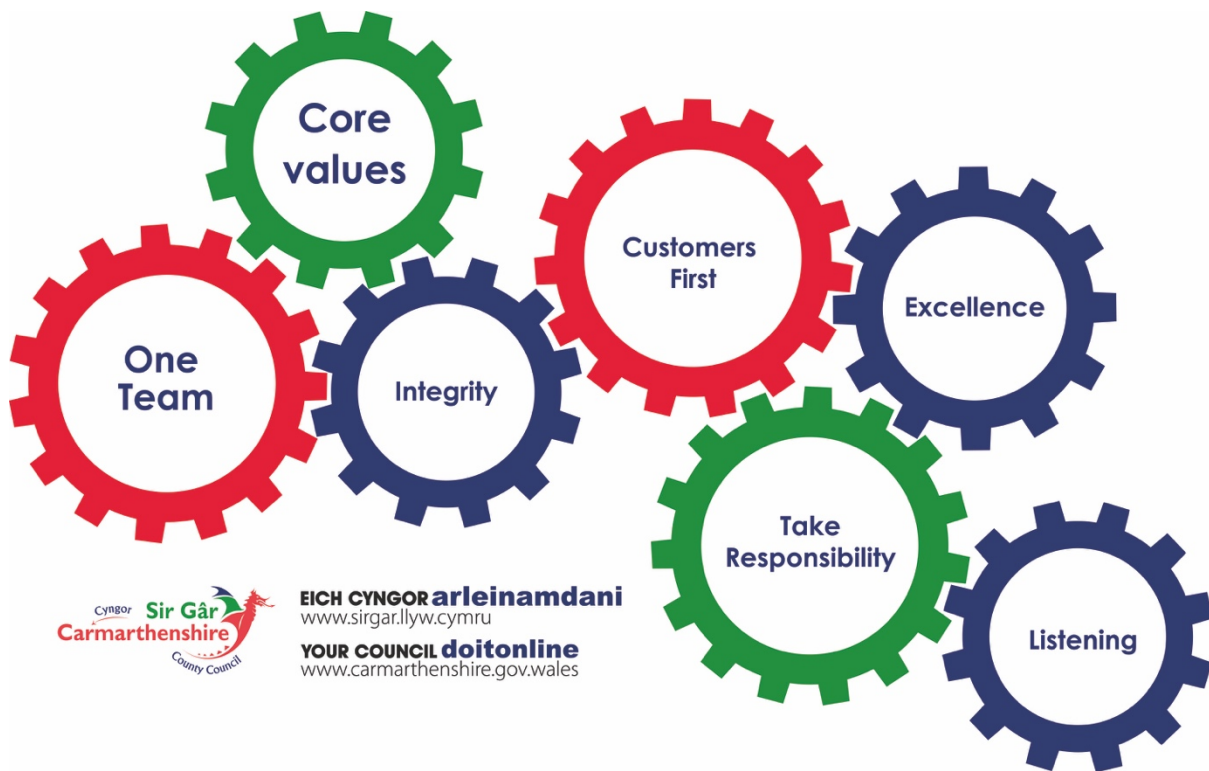 Core
values
One
Team
Integrity
Customers
First
Excellence
Take
Responsibility
Listening
Cyngor Sir Gâr
Carmarthenshire
County Council
EICH CYNGOR arleinamdani
www.sirgar.llyw.cymru
YOUR COUNCIL doitonline
www.carmarthenshire.gov.wales